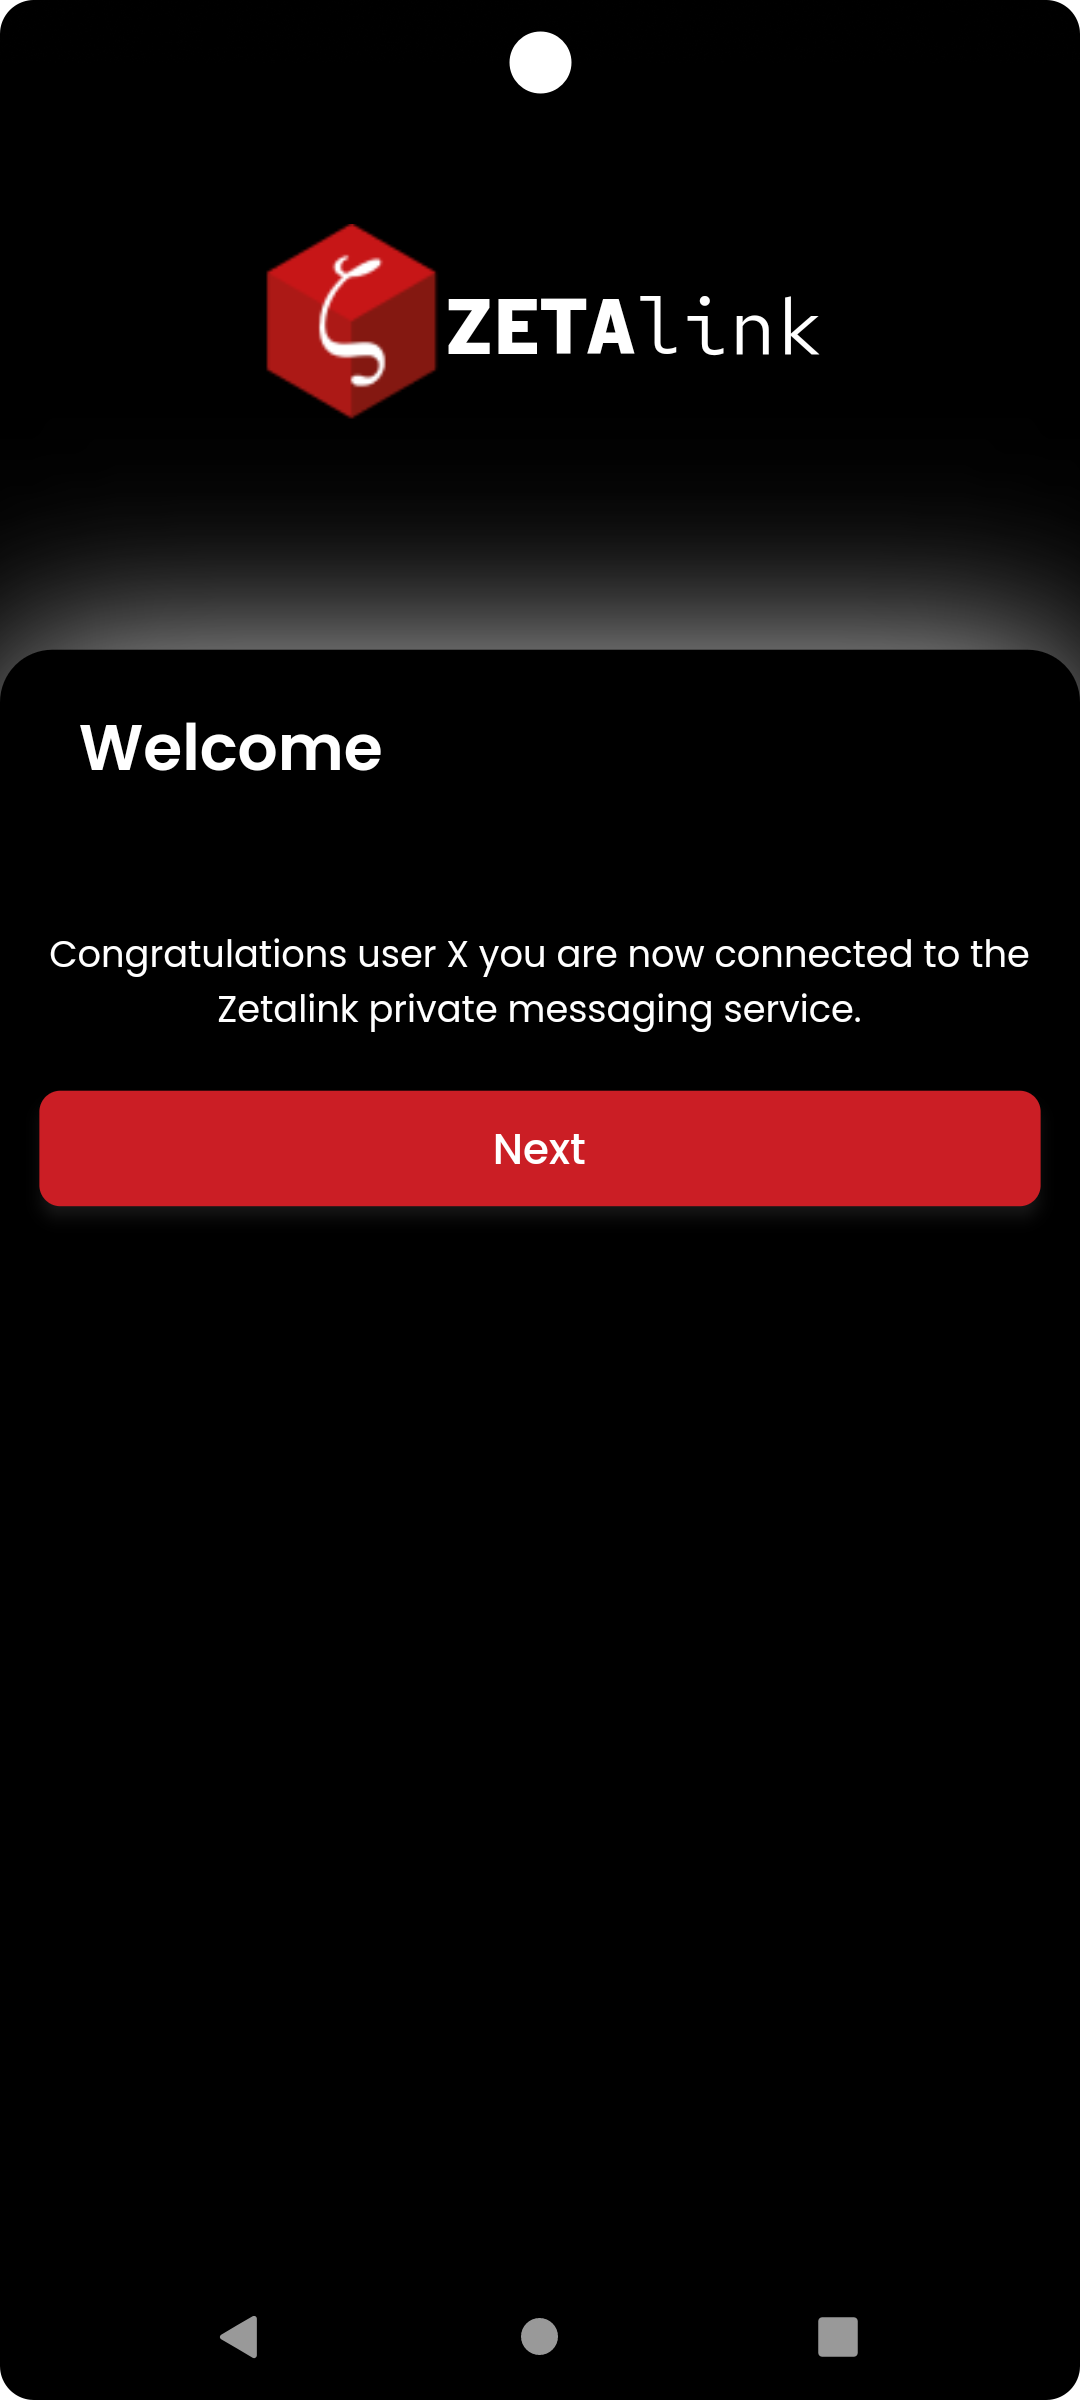 ζ ZETAlink
Welcome
Congratulations user X you are now connected to the
Zetalink private messaging service.
Next